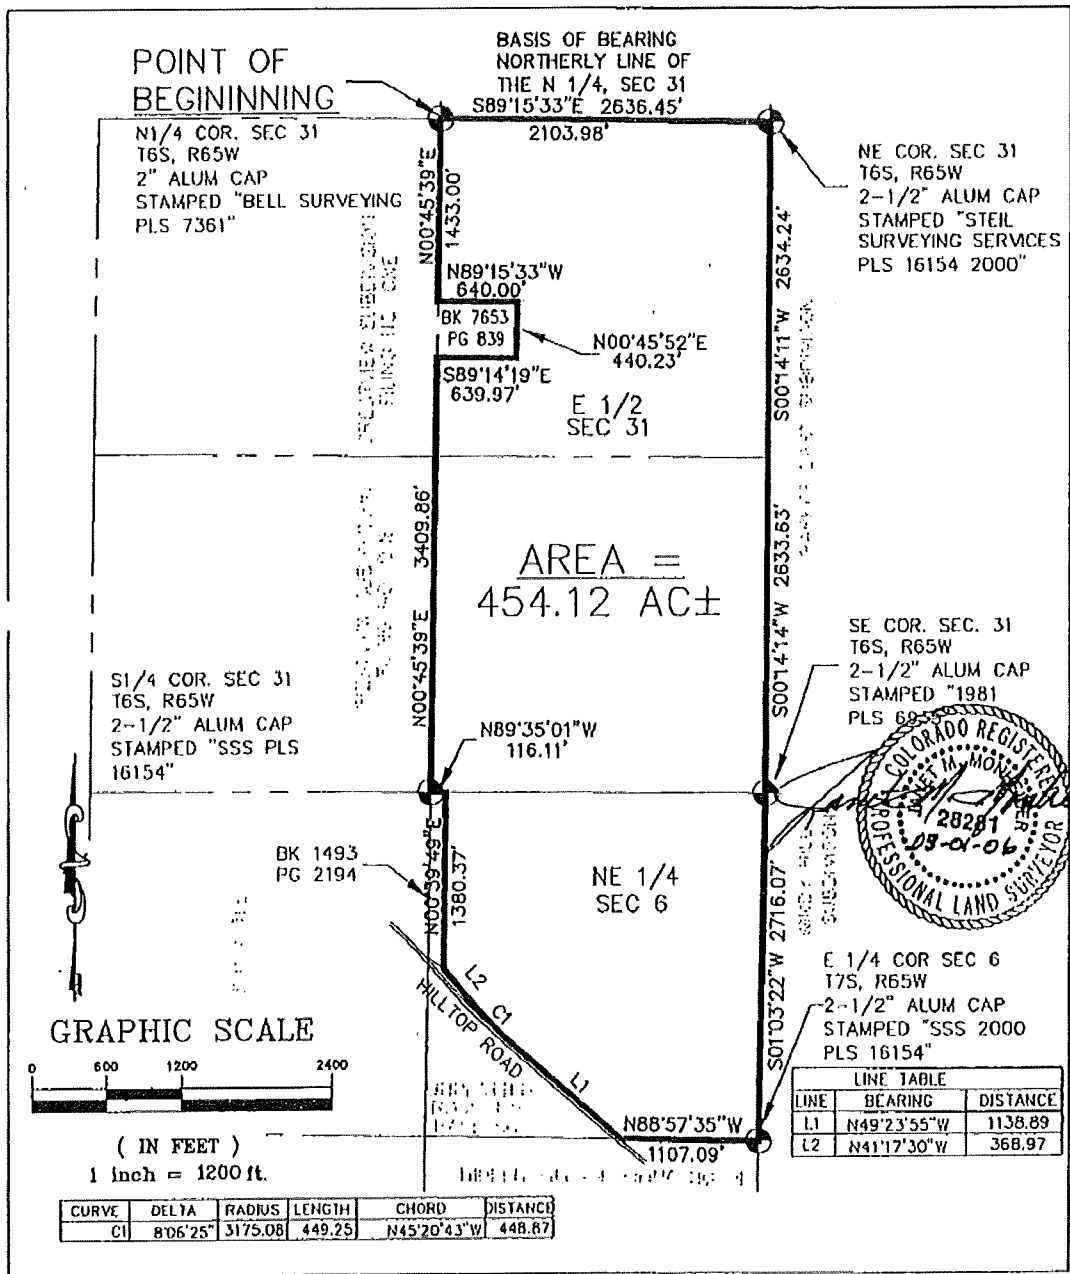 BASIS OF BEARING
NORTHERLY LINE OF
THE N 1/4, SEC 31
S89°15'33"E 2636.45'
2103.98'
POINT OF
BEGININNING
N1/4 COR. SEC 31
T6S, R65W
2" ALUM CAP
STAMPED "BELL SURVEYING
PLS 7361"
NE COR. SEC 31
T6S, R65W
2-1/2" ALUM CAP
STAMPED "STEIL
SURVEYING SERVICES
PLS 16154 2000"
N00°45'39"E
1433.00'
S00°14'11"W 2634.24'
N89°15'33"W
640.00'
BK 7653
PG 839
N00°45'52"E
440.23'
S89°14'19"E
639.97'
E 1/2
SEC 31
N00°45'39"E 3409.86'
AREA =
454.12 AC±
S00°14'14"W 2633.63'
SE COR. SEC. 31
T6S, R65W
2-1/2" ALUM CAP
STAMPED "1981
PLS
S1/4 COR. SEC 31
T6S, R65W
2-1/2" ALUM CAP
STAMPED "SSS PLS
16154"
N89°35'01"W
116.11'
COLORADO REGISTERED
PROFESSIONAL LAND SURVEYOR
28281
BK 1493
PG 2194
N00°39'49"E
1380.37'
NE 1/4
SEC 6
S01°03'22"W 2716.07'
L2
C1
L1
HILLTOP ROAD
E 1/4 COR SEC 6
T7S, R65W
2-1/2" ALUM CAP
STAMPED "SSS 2000
PLS 16154"
N88°57'35"W
1107.09'
GRAPHIC SCALE
0 600 1200 2400
( IN FEET )
1 inch = 1200 ft.
LINE TABLE
LINE BEARING DISTANCE
L1 N49°23'55"W 1138.89
L2 N41°17'30"W 368.97
CURVE DELTA RADIUS LENGTH CHORD DISTANCE
C1 8°06'25" 3175.08 449.25 N45°20'43"W 448.87